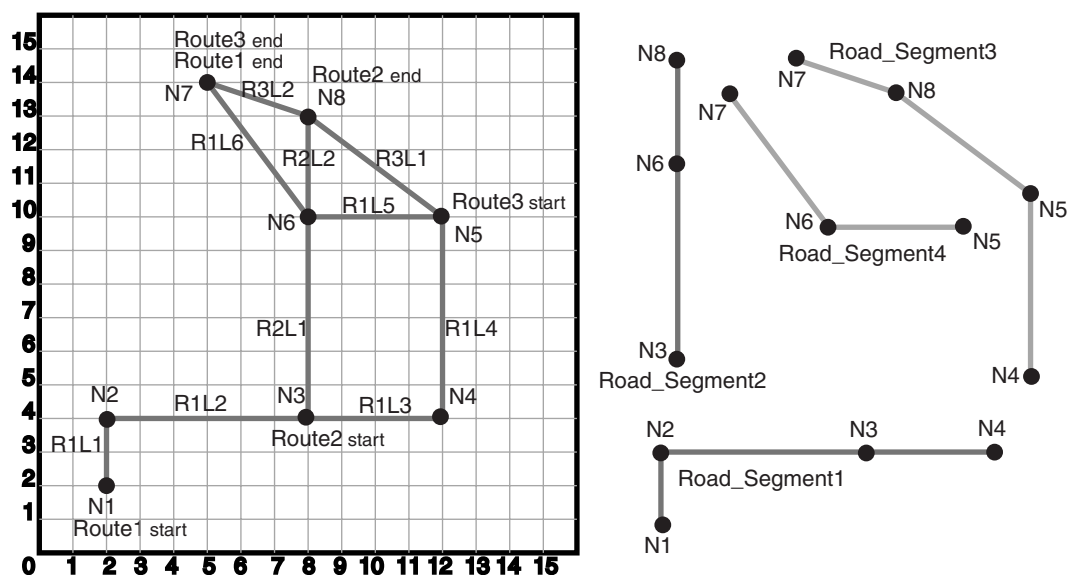 15
Route3 end
Route1 end
14
N7
R3L2
Route2 end
N8
13
R1L6
12
R2L2
R3L1
11
10
N6
R1L5
Route3 start
N5
9
8
7
R2L1
R1L4
6
5
N2
R1L2
N3
R1L3
N4
4
Route2 start
3
R1L1
2
N1
1
Route1 start
0 1 2 3 4 5 6 7 8 9 10 11 12 13 14 15
N8
N6
N3
Road_Segment2
N7
Road_Segment3
N8
N5
N4
N7
N6
N5
Road_Segment4
N2
N3
N4
Road_Segment1
N1